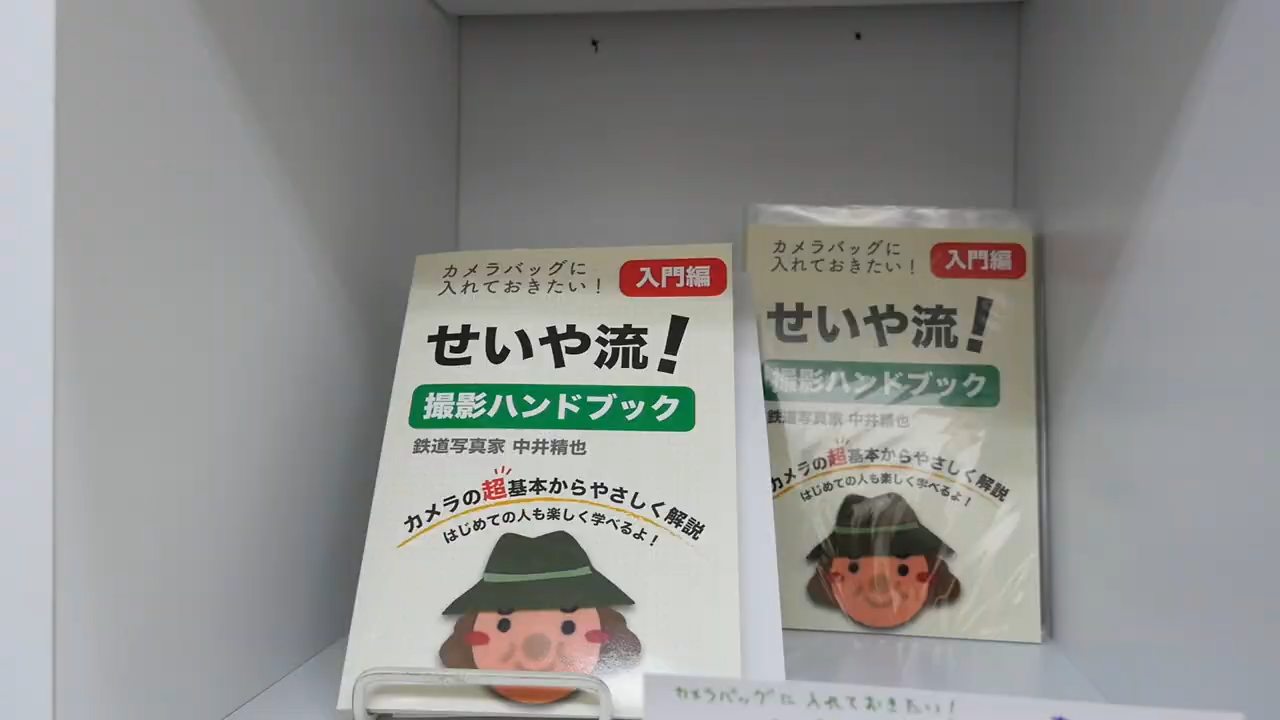 カメラバッグに
入れておきたい!
入門編
せいや流!
撮影ハンドブック
鉄道写真家 中井精也
カメラの超基本からやさしく解説
はじめての人も楽しく学べるよ!
カメラバッグに
入れておきたい!
入門編
せいや流!
撮影ハンドブック
鉄道写真家 中井精也
カメラの超基本からやさしく解説
はじめての人も楽しく学べるよ!
カメラバッグに入れておきたい!